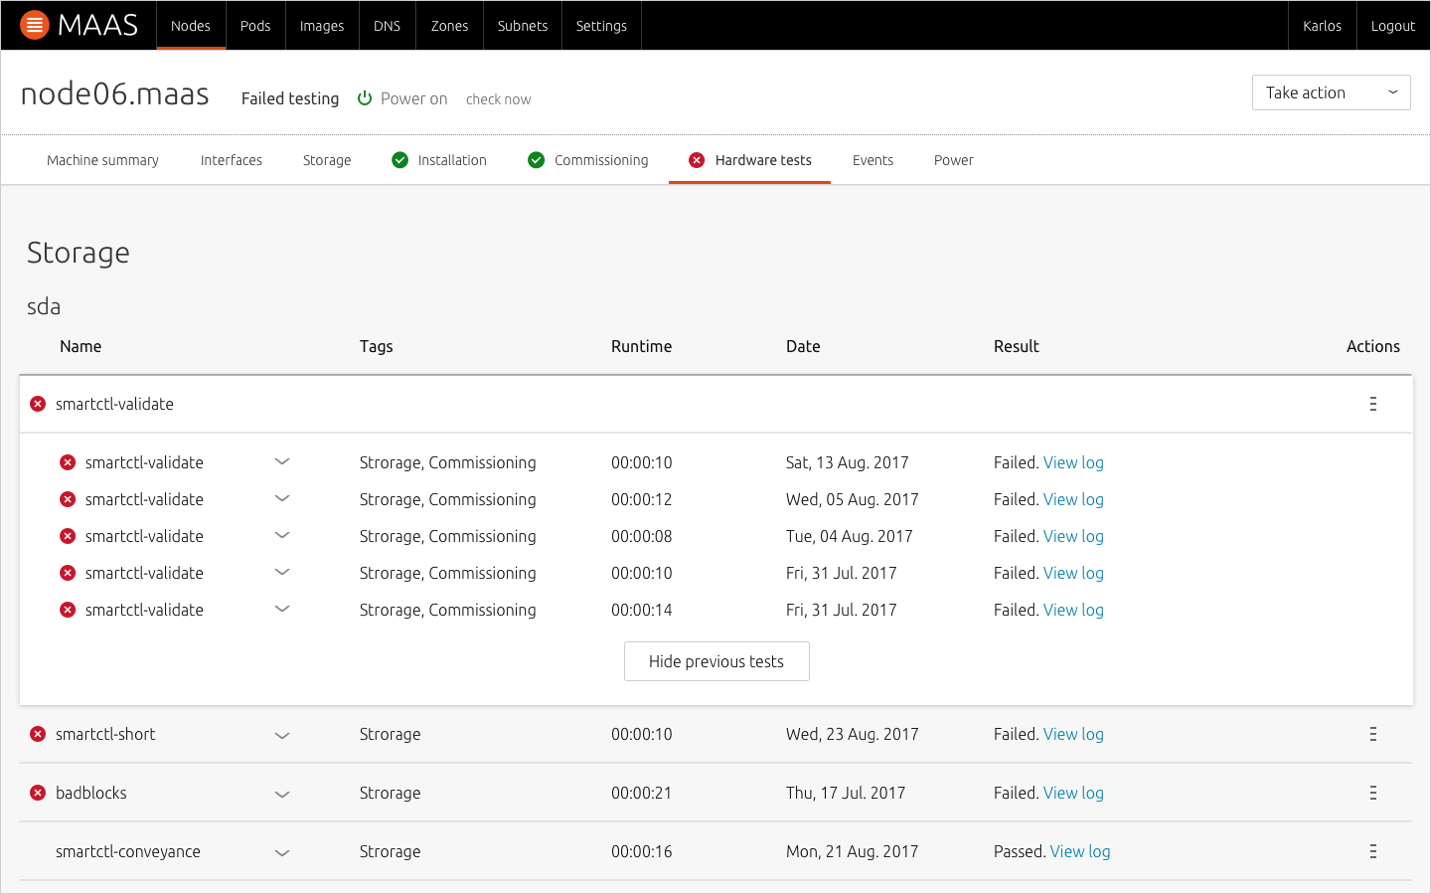 MAAS Nodes Pods Images DNS Zones Subnets Settings Karlos Logout
node06.maas Failed testing Power on check now Take action
Machine summary Interfaces Storage Installation Commissioning Hardware tests Events Power
Storage
sda
Name Tags Runtime Date Result Actions
smartctl-validate
smartctl-validate Strorage, Commissioning 00:00:10 Sat, 13 Aug. 2017 Failed. View log
smartctl-validate Strorage, Commissioning 00:00:12 Wed, 05 Aug. 2017 Failed. View log
smartctl-validate Strorage, Commissioning 00:00:08 Tue, 04 Aug. 2017 Failed. View log
smartctl-validate Strorage, Commissioning 00:00:10 Fri, 31 Jul. 2017 Failed. View log
smartctl-validate Strorage, Commissioning 00:00:14 Fri, 31 Jul. 2017 Failed. View log
Hide previous tests
smartctl-short Strorage 00:00:10 Wed, 23 Aug. 2017 Failed. View log
badblocks Strorage 00:00:21 Thu, 17 Jul. 2017 Failed. View log
smartctl-conveyance Strorage 00:00:16 Mon, 21 Aug. 2017 Passed. View log